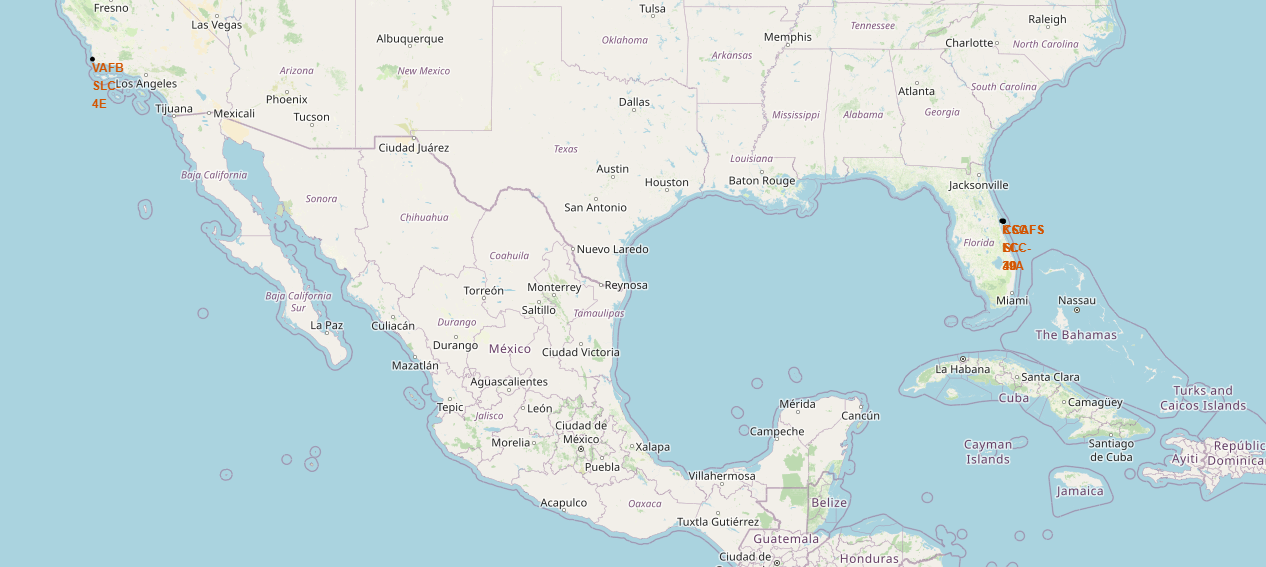 Fresno
Las Vegas
Tulsa
Raleigh
Albuquerque
Oklahoma
Memphis
Tennessee
Charlotte
North Carolina
VAFB
SLC-
4E
Los Angeles
Arizona
New Mexico
Arkansas
Phoenix
Dallas
Atlanta
South Carolina
Tijuana
Mexicali
Tucson
Mississippi
Alabama
Georgia
Ciudad Juárez
Texas
Louisiana
Baja California
Austin
Houston
Baton Rouge
Jacksonville
Sonora
Chihuahua
San Antonio
Florida
Coahuila
Nuevo Laredo
Torreón
Monterrey
Reynosa
Miami
Nassau
Baja California
Sur
Saltillo
Tamaulipas
La Paz
Culiacán
Durango
Durango
México
Ciudad Victoria
The Bahamas
Mazatlán
Aguascalientes
La Habana
Santa Clara
Cuba
Camagüey
Turks and
Caicos Islands
Tepic
Jalisco
León
Mérida
Cancún
Ciudad de
México
Campeche
Morelia
Xalapa
Cayman
Islands
Santiago
de Cuba
Ayiti
Repúblic
Dominica
Puebla
Villahermosa
Jamaica
Acapulco
Oaxaca
Belize
Tuxtla Gutiérrez
Guatemala
Ciudad de
Honduras